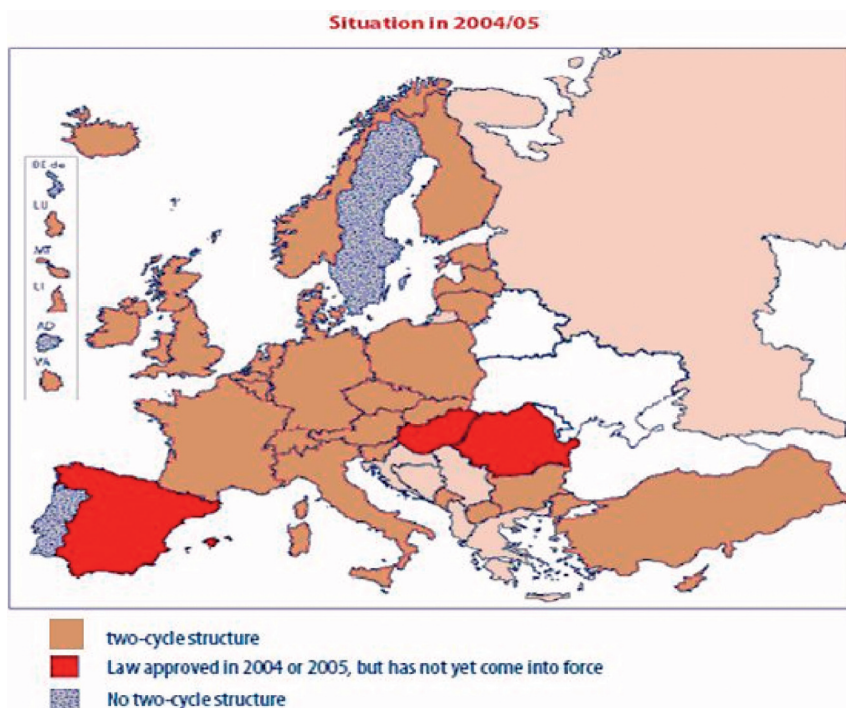 Situation in 2004/05
DE de
LU
MT
LI
AD
VA
two-cycle structure
Law approved in 2004 or 2005, but has not yet come into force
No two-cycle structure